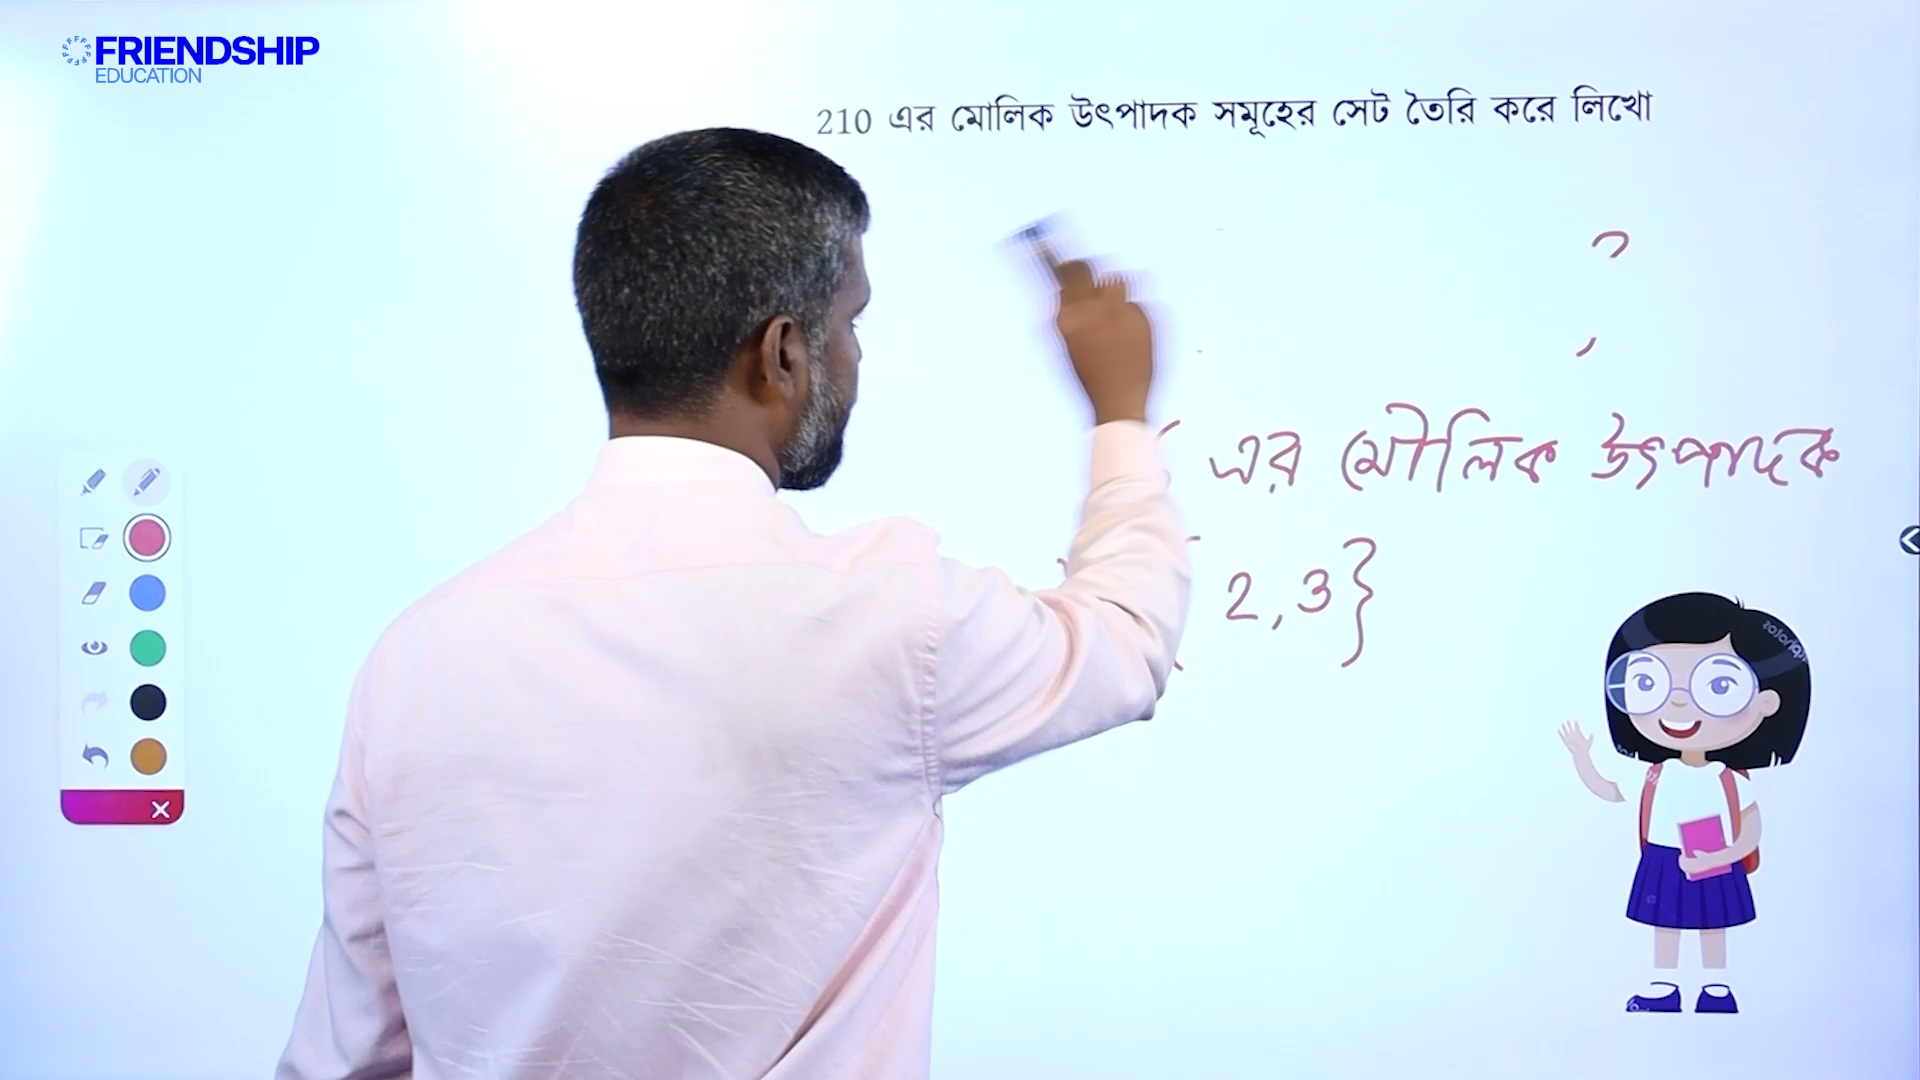 FRIENDSHIP
EDUCATION
210 এর মৌলিক উৎপাদক সমূহের সেট তৈরি করে লিখো
এর মৌলিক উৎপাদক
2,3}